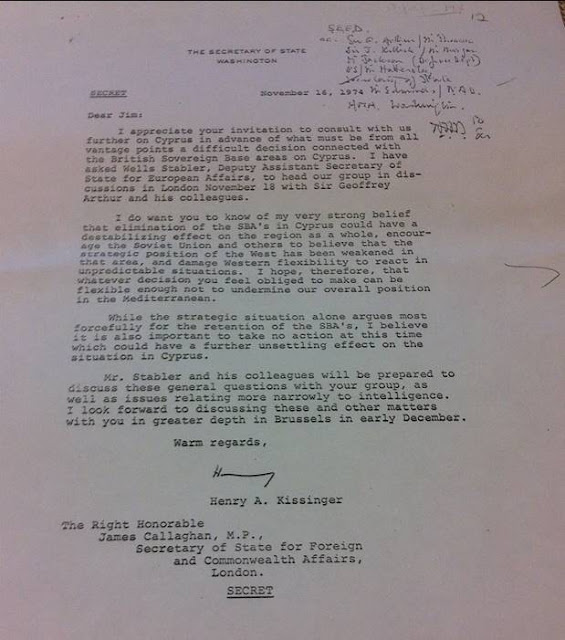 12
S.E.E.D.
cc. Sir G. Arthur
Sir J. Killick
Secretary of State
Washington
THE SECRETARY OF STATE
WASHINGTON
SECRET
November 16, 1974
Dear Jim:
I appreciate your invitation to consult with us
further on Cyprus in advance of what must be from all
vantage points a difficult decision connected with
the British Sovereign Base areas on Cyprus. I have
asked Wells Stabler, Deputy Assistant Secretary of
State for European Affairs, to head our group in dis-
cussions in London November 18 with Sir Geoffrey
Arthur and his colleagues.
I do want you to know of my very strong belief
that elimination of the SBA's in Cyprus could have a
destabilizing effect on the region as a whole, encour-
age the Soviet Union and others to believe that the
strategic position of the West has been weakened in
that area, and damage Western flexibility to react in
unpredictable situations. I hope, therefore, that
whatever decision you feel obliged to make can be
flexible enough not to undermine our overall position
in the Mediterranean.
While the strategic situation alone argues most
forcefully for the retention of the SBA's, I believe
it is also important to take no action at this time
which could have a further unsettling effect on the
situation in Cyprus.
Mr. Stabler and his colleagues will be prepared to
discuss these general questions with your group, as
well as issues relating more narrowly to intelligence.
I look forward to discussing these and other matters
with you in greater depth in Brussels in early December.
Warm regards,
Henry A. Kissinger
The Right Honorable
James Callaghan, M.P.,
Secretary of State for Foreign
and Commonwealth Affairs,
London.
SECRET